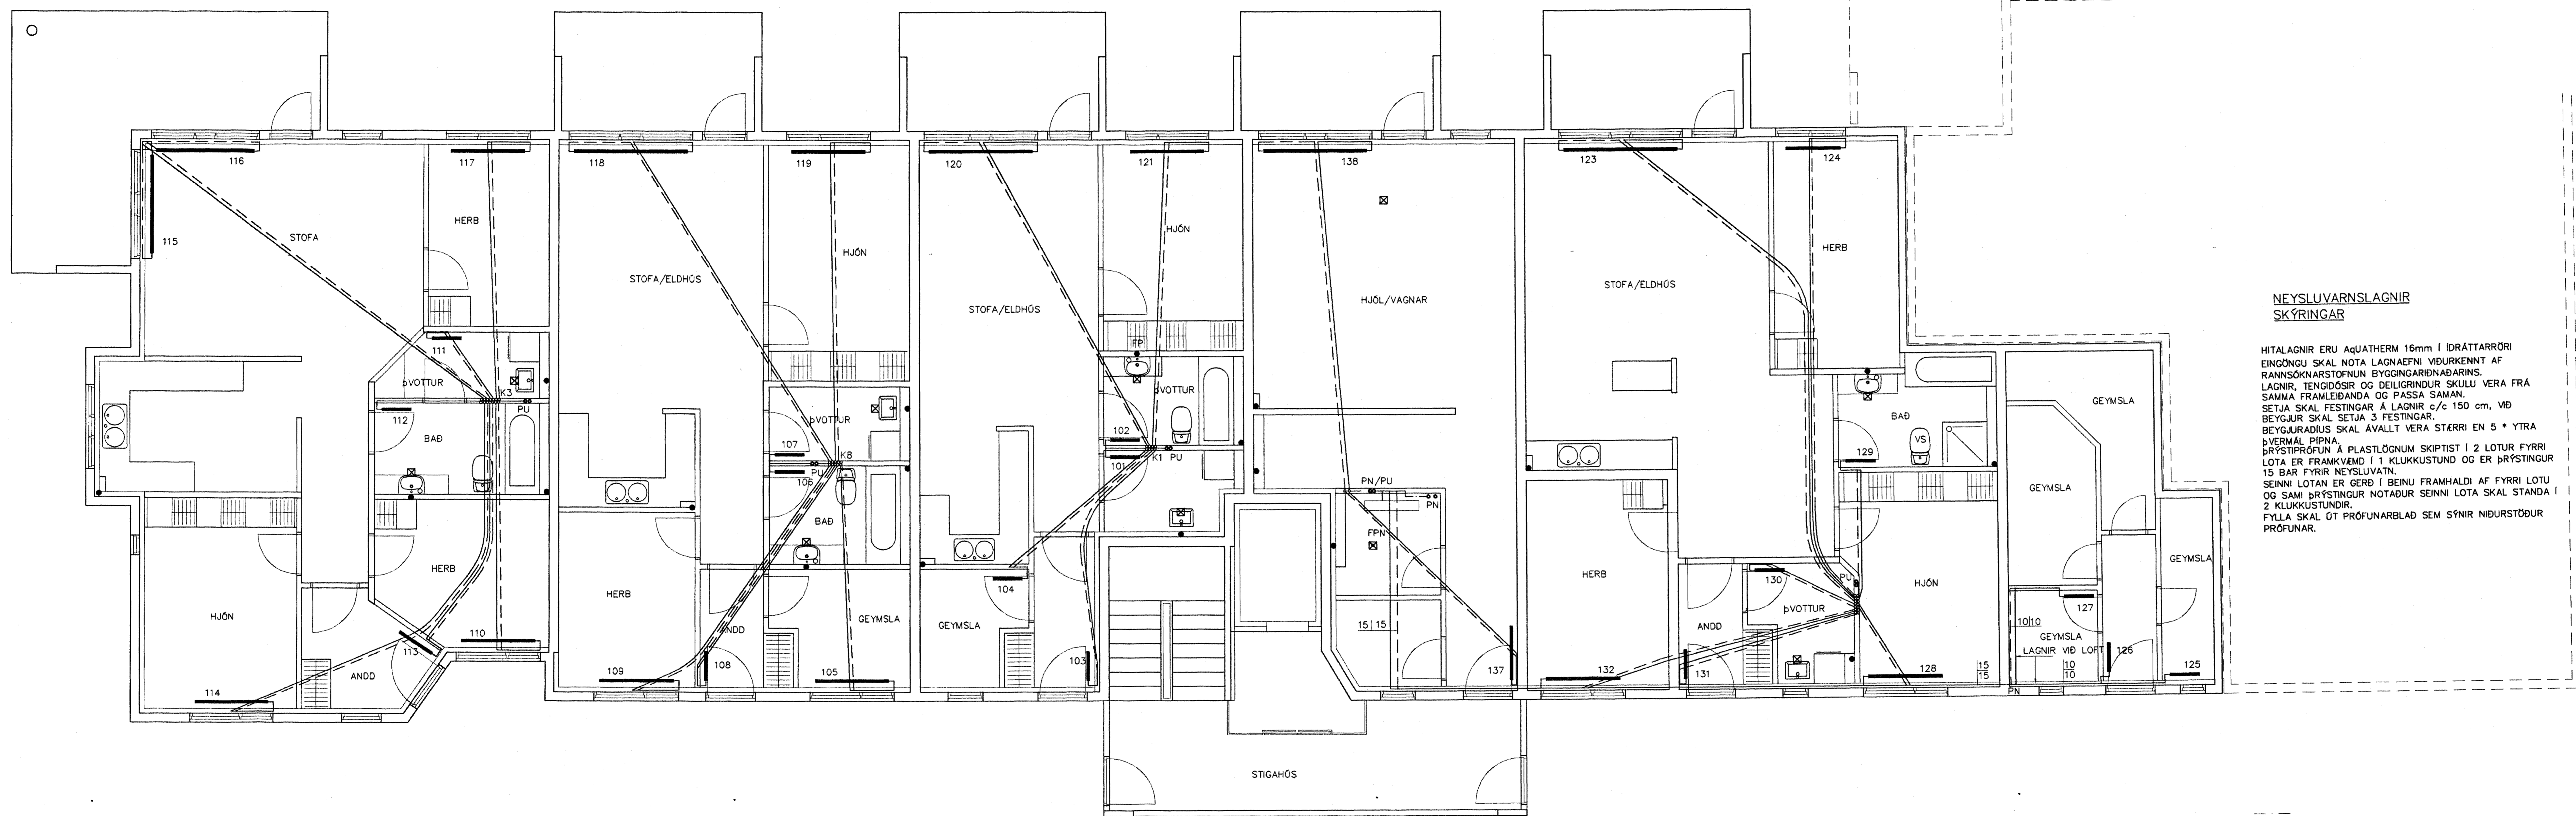 116
117
118
119
120
121
138
123
124
115
STOFA
HERB
HJÓN
STOFA/ELDHÚS
HJÓN
STOFA/ELDHÚS
HJÓL/VAGNAR
STOFA/ELDHÚS
HERB
111
ÞVOTTUR
K3
PU
112
BAÐ
HERB
HJÓN
110
113
114
ANDD
ÞVOTTUR
107
K8
PU
106
BAÐ
HERB
ANDD
GEYMSLA
109
108
105
FP
ÞVOTTUR
102
101
K1 PU
104
GEYMSLA
103
PN/PU
PN
FPN
15 15
137
STIGAHÚS
BAÐ
VS
129
HERB
130
PU
ÞVOTTUR
ANDD
HJÓN
132
131
128
15
15
PN
GEYMSLA
GEYMSLA
GEYMSLA
127
10 10
GEYMSLA
LAGNIR VIÐ LOFT
10
10
126
125
NEYSLUVARNSLAGNIR
SKÝRINGAR
HITALAGNIR ERU AqUATHERM 16mm Í ÍDRÁTTARRÖRI
EINGÖNGU SKAL NOTA LAGNAEFNI VIÐURKENNT AF
RANNSÓKNARSTOFNUN BYGGINGARIÐNAÐARINS.
LAGNIR, TENGIDÓSIR OG DEILIGRINDUR SKULU VERA FRÁ
SAMMA FRAMLEIÐANDA OG PASSA SAMAN.
SETJA SKAL FESTINGAR Á LAGNIR c/c 150 cm, VIÐ
BEYGJUR SKAL SETJA 3 FESTINGAR.
BEYGJURADÍUS SKAL ÁVALLT VERA STÆRRI EN 5 * YTRA
ÞVERMÁL PÍPNA.
ÞRÝSTIPRÓFUN Á PLASTLÖGNUM SKIPTIST Í 2 LOTUR FYRRI
LOTA ER FRAMKVÆMD Í 1 KLUKKUSTUND OG ER ÞRÝSTINGUR
15 BAR FYRIR NEYSLUVATN.
SEINNI LOTAN ER GERÐ Í BEINU FRAMHALDI AF FYRRI LOTU
OG SAMI ÞRÝSTINGUR NOTAÐUR SEINNI LOTA SKAL STANDA Í
2 KLUKKUSTUNDIR.
FYLLA SKAL ÚT PRÓFUNARBLAÐ SEM SÝNIR NIÐURSTÖÐUR
PRÓFUNAR.